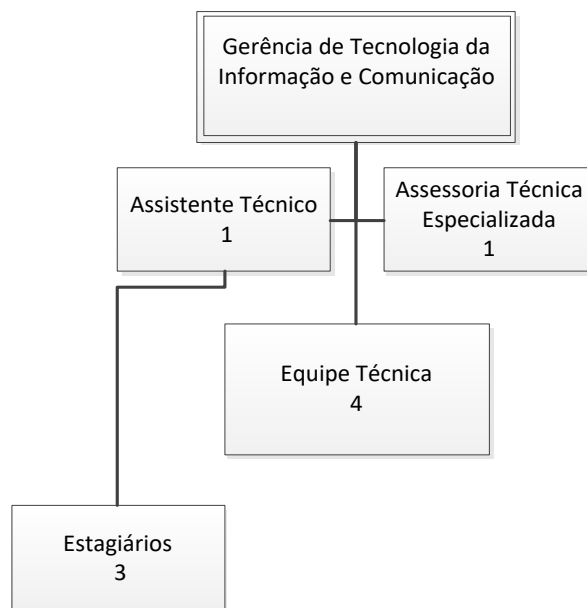 Gerência de Tecnologia da
Informação e Comunicação
Assistente Técnico
1
Assessoria Técnica
Especializada
1
Equipe Técnica
4
Estagiários
3